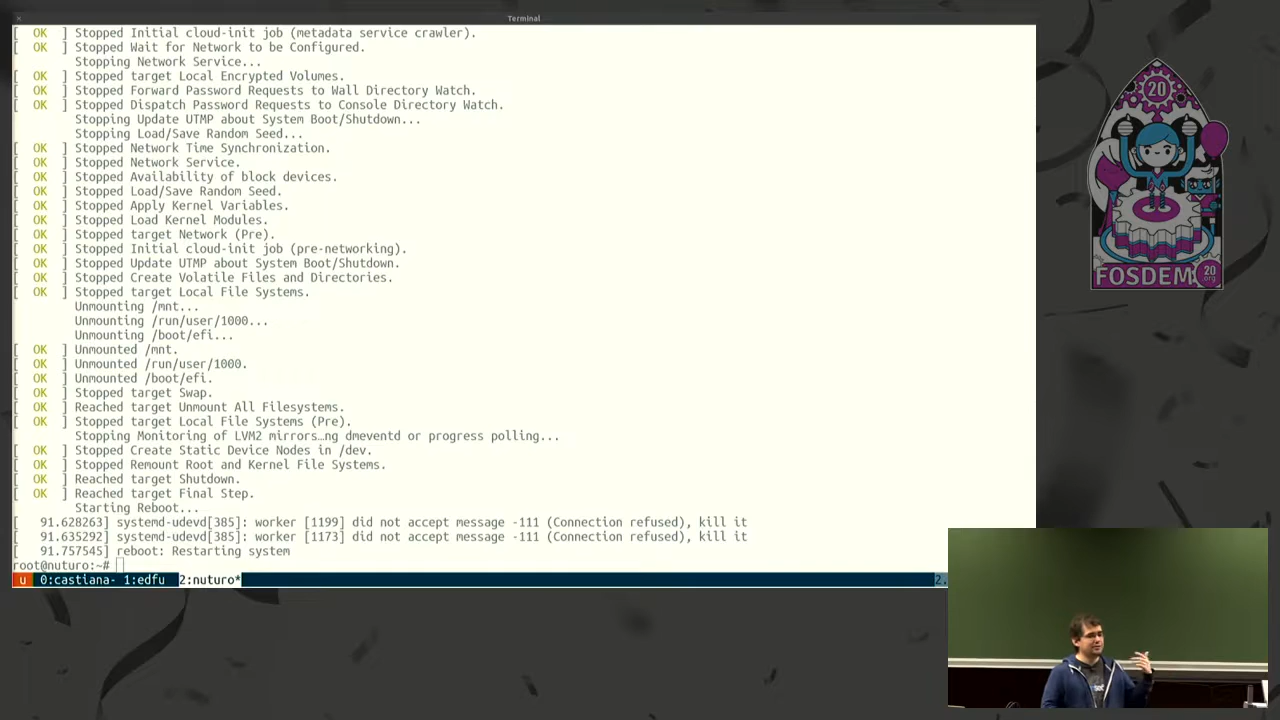 Terminal
[ OK ] Stopped Initial cloud-init job (metadata service crawler).
[ OK ] Stopped Wait for Network to be Configured.
Stopping Network Service...
[ OK ] Stopped target Local Encrypted Volumes.
[ OK ] Stopped Forward Password Requests to Wall Directory Watch.
[ OK ] Stopped Dispatch Password Requests to Console Directory Watch.
Stopping Update UTMP about System Boot/Shutdown...
Stopping Load/Save Random Seed...
[ OK ] Stopped Network Time Synchronization.
[ OK ] Stopped Network Service.
[ OK ] Stopped Availability of block devices.
[ OK ] Stopped Load/Save Random Seed.
[ OK ] Stopped Apply Kernel Variables.
[ OK ] Stopped Load Kernel Modules.
[ OK ] Stopped target Network (Pre).
[ OK ] Stopped Initial cloud-init job (pre-networking).
[ OK ] Stopped Update UTMP about System Boot/Shutdown.
[ OK ] Stopped Create Volatile Files and Directories.
[ OK ] Stopped target Local File Systems.
Unmounting /mnt...
Unmounting /run/user/1000...
Unmounting /boot/efi...
[ OK ] Unmounted /mnt.
[ OK ] Unmounted /run/user/1000.
[ OK ] Unmounted /boot/efi.
[ OK ] Stopped target Swap.
[ OK ] Reached target Unmount All Filesystems.
[ OK ] Stopped target Local File Systems (Pre).
Stopping Monitoring of LVM2 mirrors…ng dmeventd or progress polling...
[ OK ] Stopped Create Static Device Nodes in /dev.
[ OK ] Stopped Remount Root and Kernel File Systems.
[ OK ] Reached target Shutdown.
[ OK ] Reached target Final Step.
Starting Reboot...
[ 91.628263] systemd-udevd[385]: worker [1199] did not accept message -111 (Connection refused), kill it
[ 91.635292] systemd-udevd[385]: worker [1173] did not accept message -111 (Connection refused), kill it
[ 91.757545] reboot: Restarting system
root@nuturo:~#
u 0:castiana- 1:edfu 2:nuturo* 2.
20
FOSDEM 20
.org